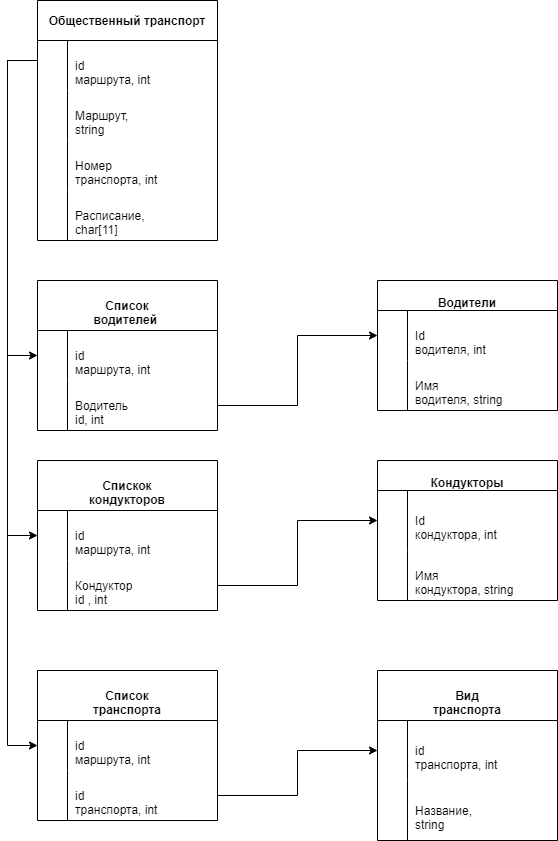 Общественный транспорт
id
маршрута, int
Маршрут,
string
Номер
транспорта, int
Расписание,
char[11]
Список
водителей
id
маршрута, int
Водитель
id, int
Водители
Id
водителя, int
Имя
водителя, string
Спискок
кондукторов
id
маршрута, int
Кондуктор
id , int
Кондукторы
Id
кондуктора, int
Имя
кондуктора, string
Список
транспорта
id
маршрута, int
id
транспорта, int
Вид
транспорта
id
транспорта, int
Название,
string